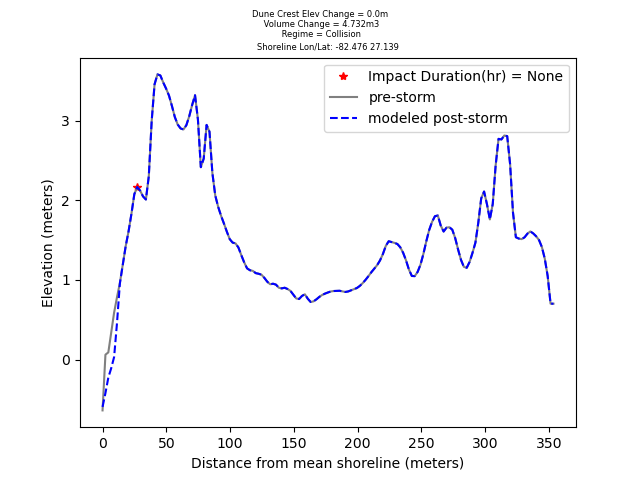 Dune Crest Elev Change = 0.0m
Volume Change = 4.732m3
Regime = Collision
Shoreline Lon/Lat: -82.476 27.139
Impact Duration(hr) = None
pre-storm
modeled post-storm
Elevation (meters)
3
2
1
0
0 50 100 150 200 250 300 350
Distance from mean shoreline (meters)